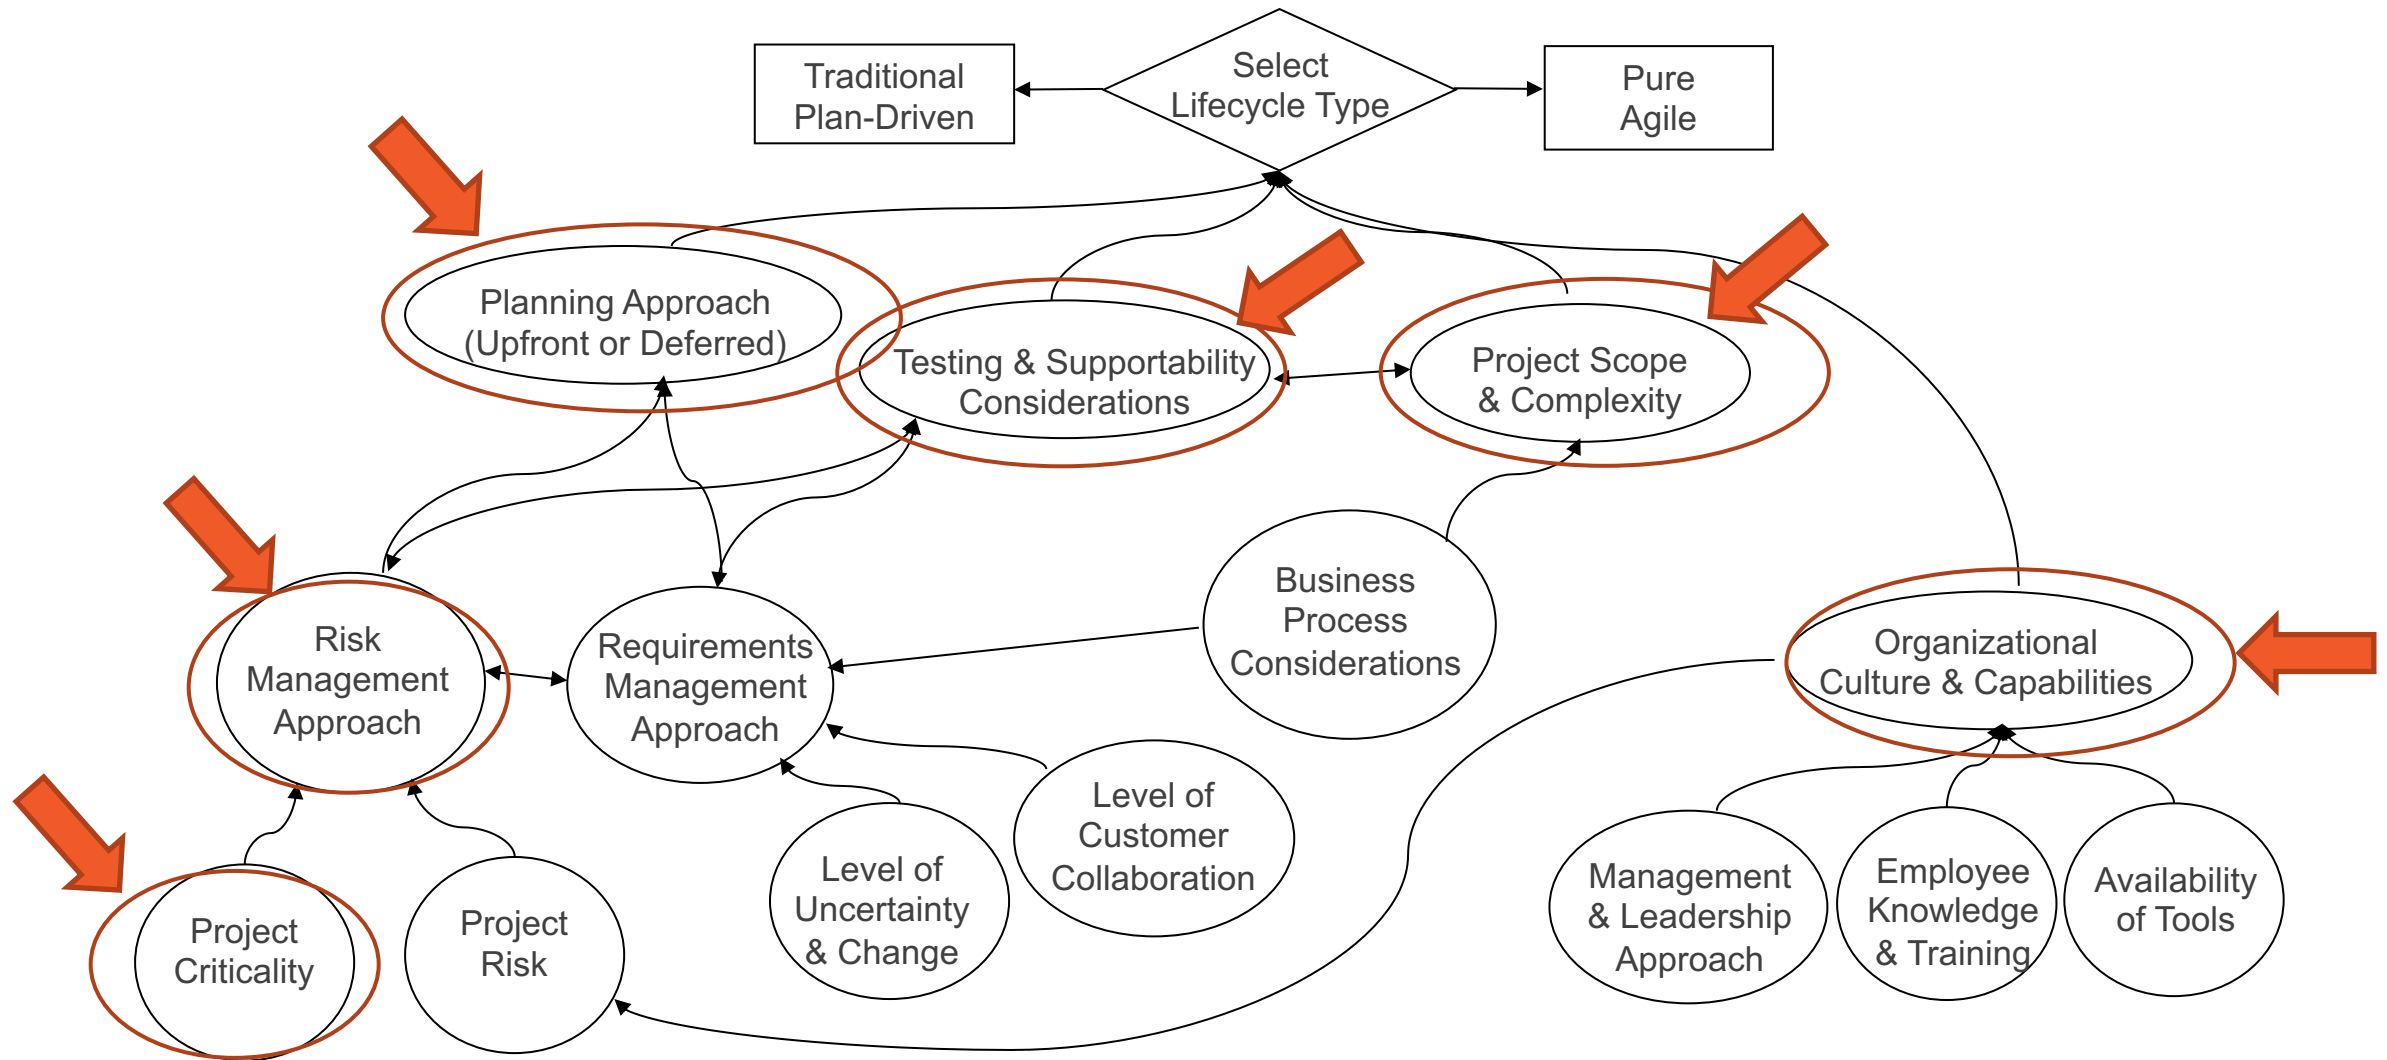 Traditional
Plan-Driven
Select
Lifecycle Type
Pure
Agile
Planning Approach
(Upfront or Deferred)
Testing & Supportability
Considerations
Project Scope
& Complexity
Risk
Management
Approach
Requirements
Management
Approach
Business
Process
Considerations
Organizational
Culture & Capabilities
Project
Criticality
Project
Risk
Level of
Uncertainty
& Change
Level of
Customer
Collaboration
Management
& Leadership
Approach
Employee
Knowledge
& Training
Availability
of Tools